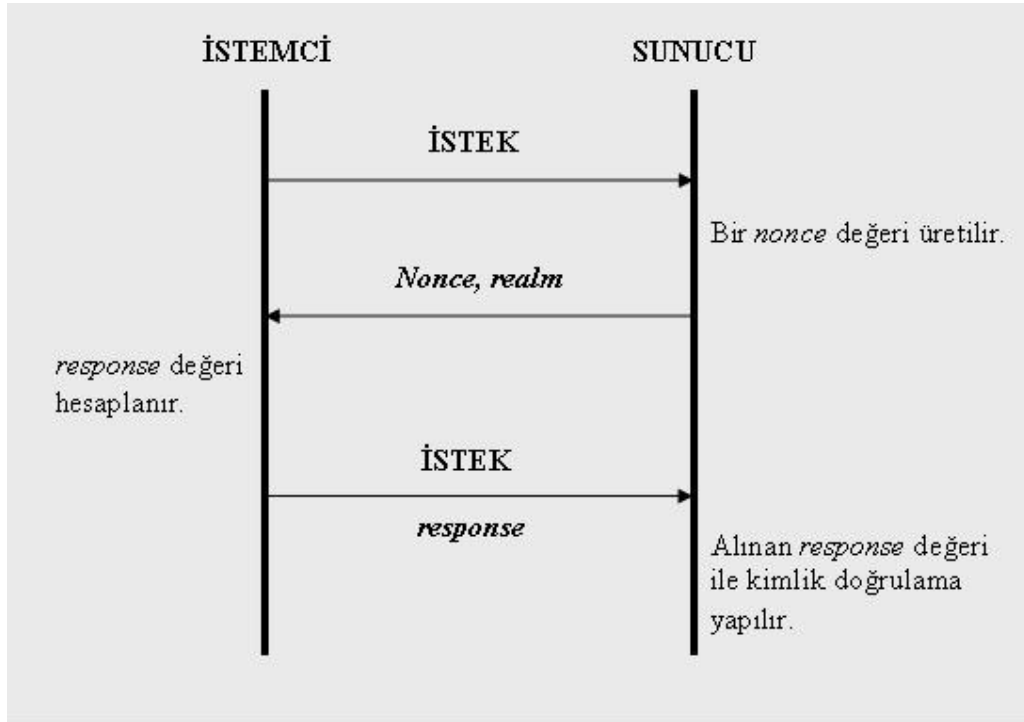 İSTEMCİ
SUNUCU
İSTEK
Bir nonce değeri üretilir.
Nonce, realm
response değeri
hesaplanır.
İSTEK
response
Alınan response değeri
ile kimlik doğrulama
yapılır.